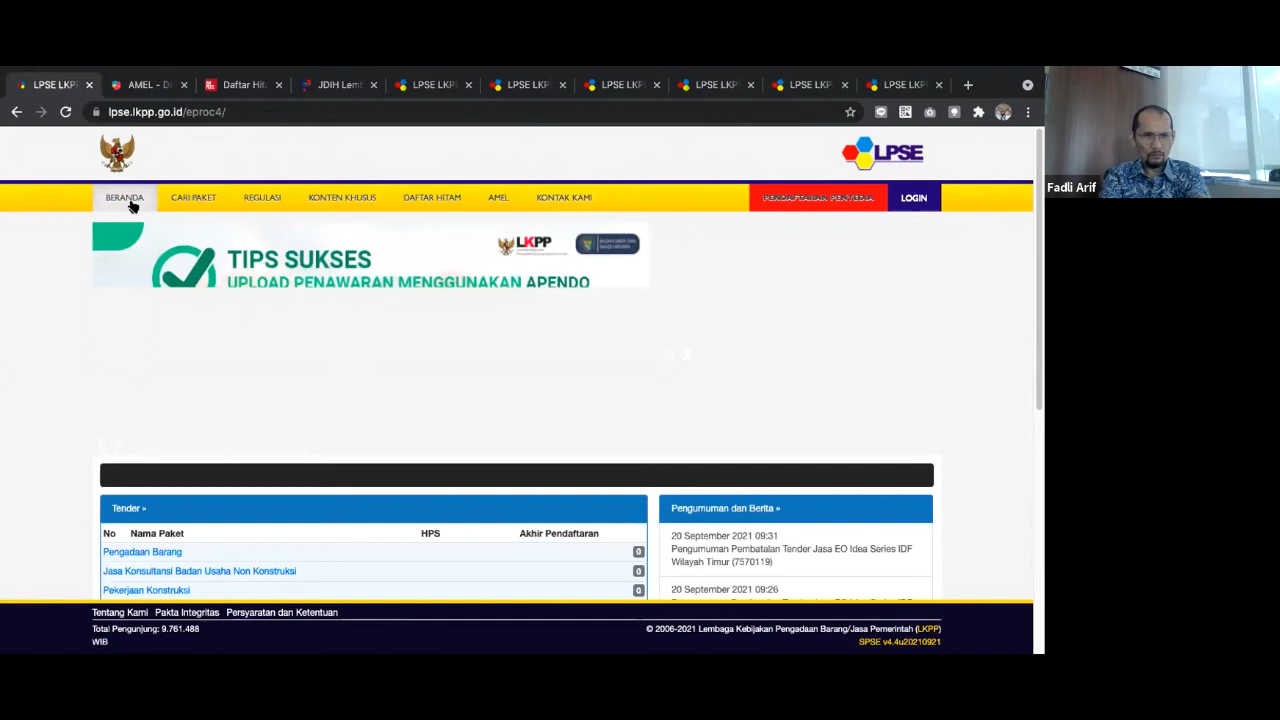 LPSE LKPP
AMEL - D
Daftar Hit
JDIH Lemb
LPSE LKP
LPSE LKP
LPSE LKP
LPSE LKP
LPSE LKP
LPSE LKP
lpse.lkpp.go.id/eproc4/
LPSE
BERANDA
CARI PAKET
REGULASI
KONTEN KHUSUS
DAFTAR HITAM
AMEL
KONTAK KAMI
PENDAFTARAN PENYEDIA
LOGIN
Fadli Arif
LKPP
TIPS SUKSES
UPLOAD PENAWARAN MENGGUNAKAN APENDO
Tender »
No Nama Paket HPS Akhir Pendaftaran
Pengadaan Barang 0
Jasa Konsultansi Badan Usaha Non Konstruksi 0
Pekerjaan Konstruksi 0
Pengumuman dan Berita »
20 September 2021 09:31
Pengumuman Pembatalan Tender Jasa EO Idea Series IDF
Wilayah Timur (7570119)
20 September 2021 09:26
Tentang Kami Pakta Integritas Persyaratan dan Ketentuan
Total Pengunjung: 9.761.488
WIB
© 2006-2021 Lembaga Kebijakan Pengadaan Barang/Jasa Pemerintah (LKPP)
SPSE v4.4u20210921